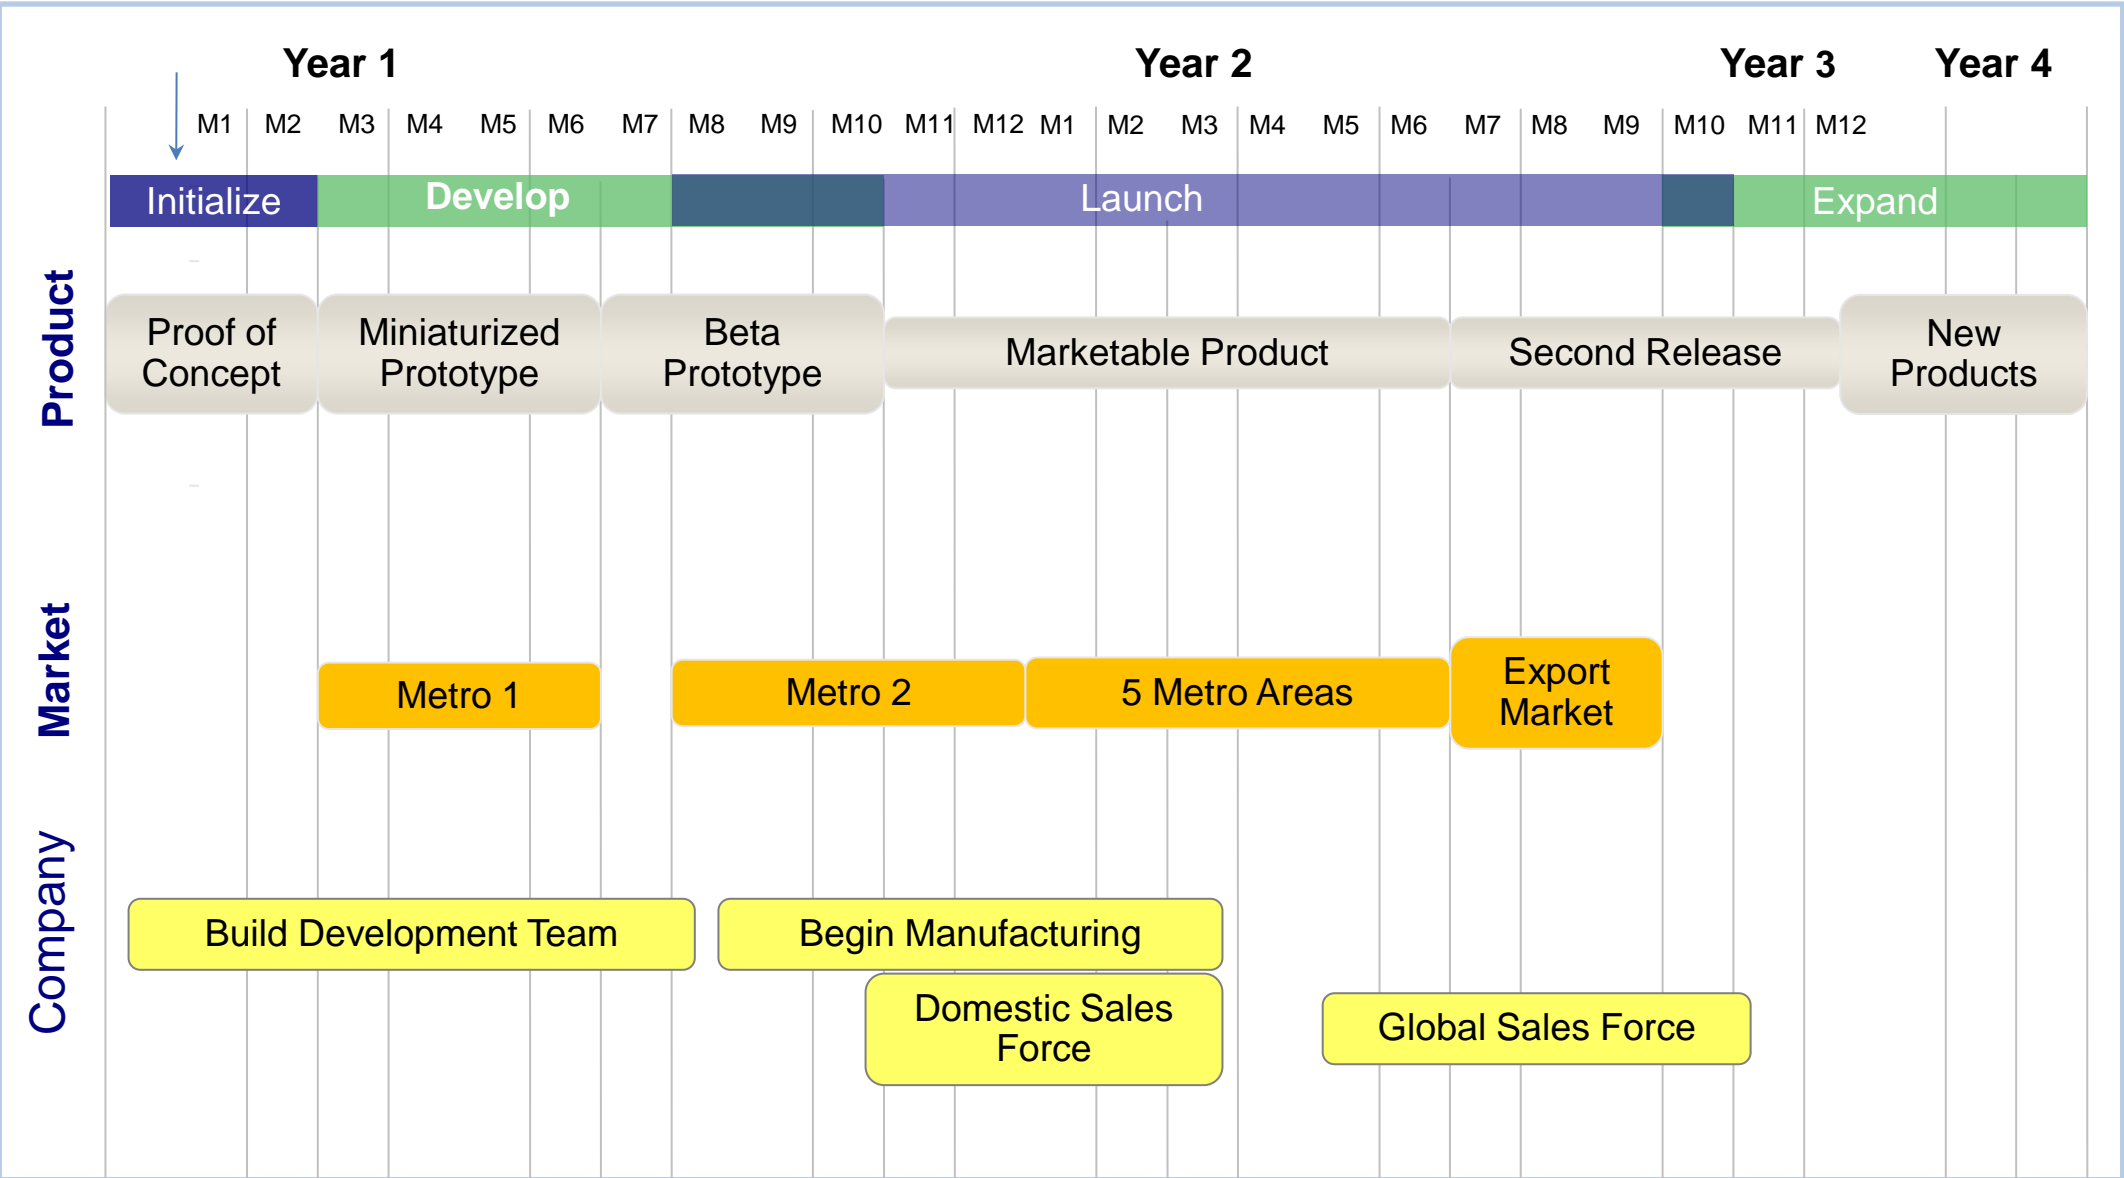 Year 1 Year 2 Year 3 Year 4
M1 M2 M3 M4 M5 M6 M7 M8 M9 M10 M11 M12 M1 M2 M3 M4 M5 M6 M7 M8 M9 M10 M11 M12
Initialize Develop Launch Expand
Product
Proof of
Concept
Miniaturized
Prototype
Beta
Prototype
Marketable Product
Second Release
New
Products
Market
Metro 1
Metro 2
5 Metro Areas
Export
Market
Company
Build Development Team
Begin Manufacturing
Domestic Sales
Force
Global Sales Force